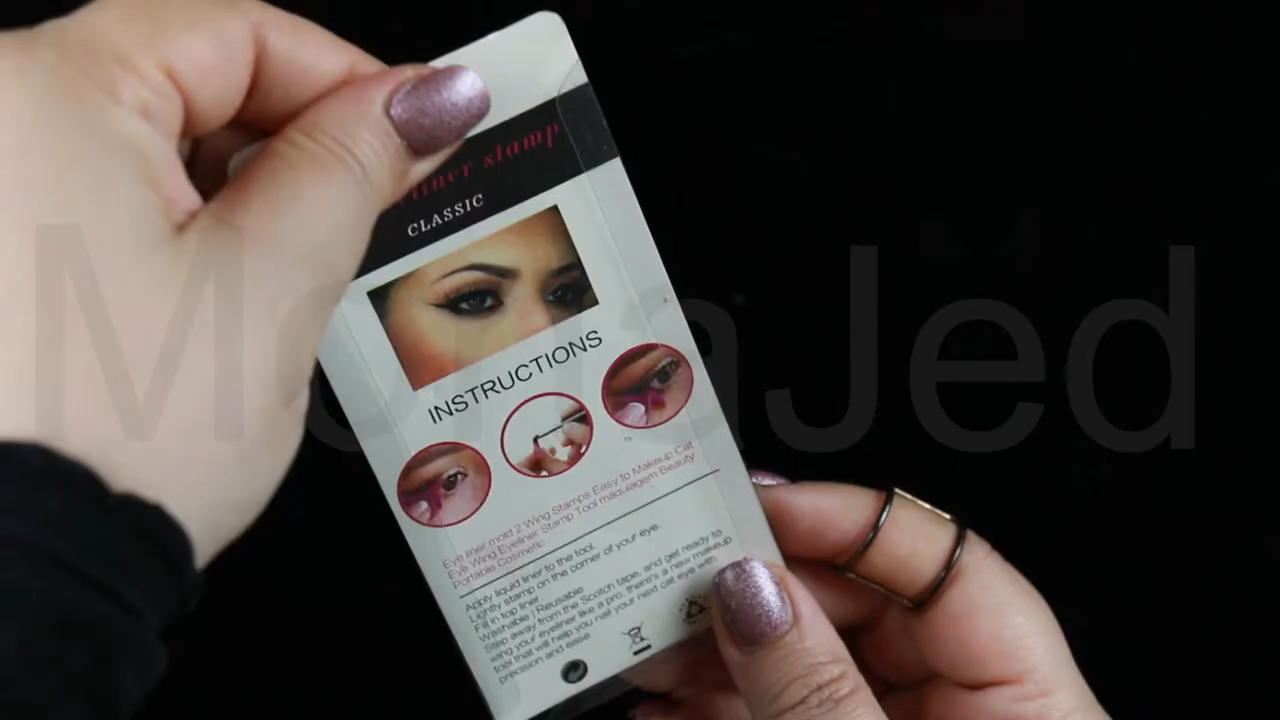 stamp
CLASSIC
INSTRUCTIONS
Eye liner mold 2 Wing Stamps Easy to Makeup Cat
Eye Wing Eyeliner Stamp Tool maquiagem Beauty
Portable Cosmetic
Apply liquid liner to the tool.
Lightly stamp on the corner of your eye.
Fill in top liner.
Washable | Reusable
Step away from the Scotch tape, and get ready to
wing your eyeliner like a pro, there's a new makeup
tool that will help you nail your next cat eye with
precision and ease